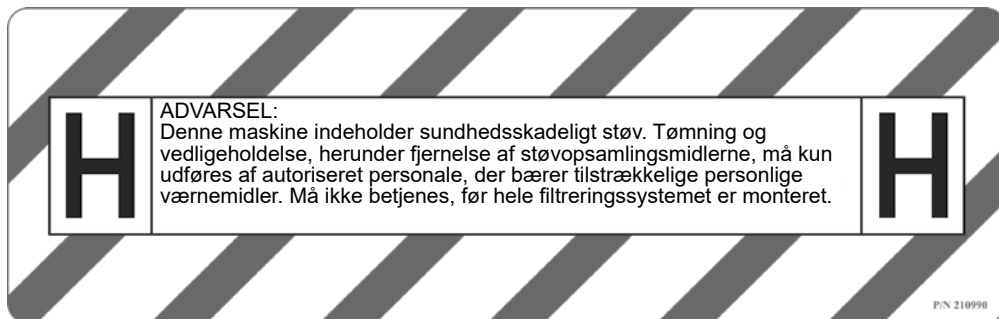 H
ADVARSEL:
Denne maskine indeholder sundhedsskadeligt støv. Tømning og
vedligeholdelse, herunder fjernelse af støvopsamlingsmidlerne, må kun
udføres af autoriseret personale, der bærer tilstrækkelige personlige
værnemidler. Må ikke betjenes, før hele filtreringssystemet er monteret.
H
P/N 210990